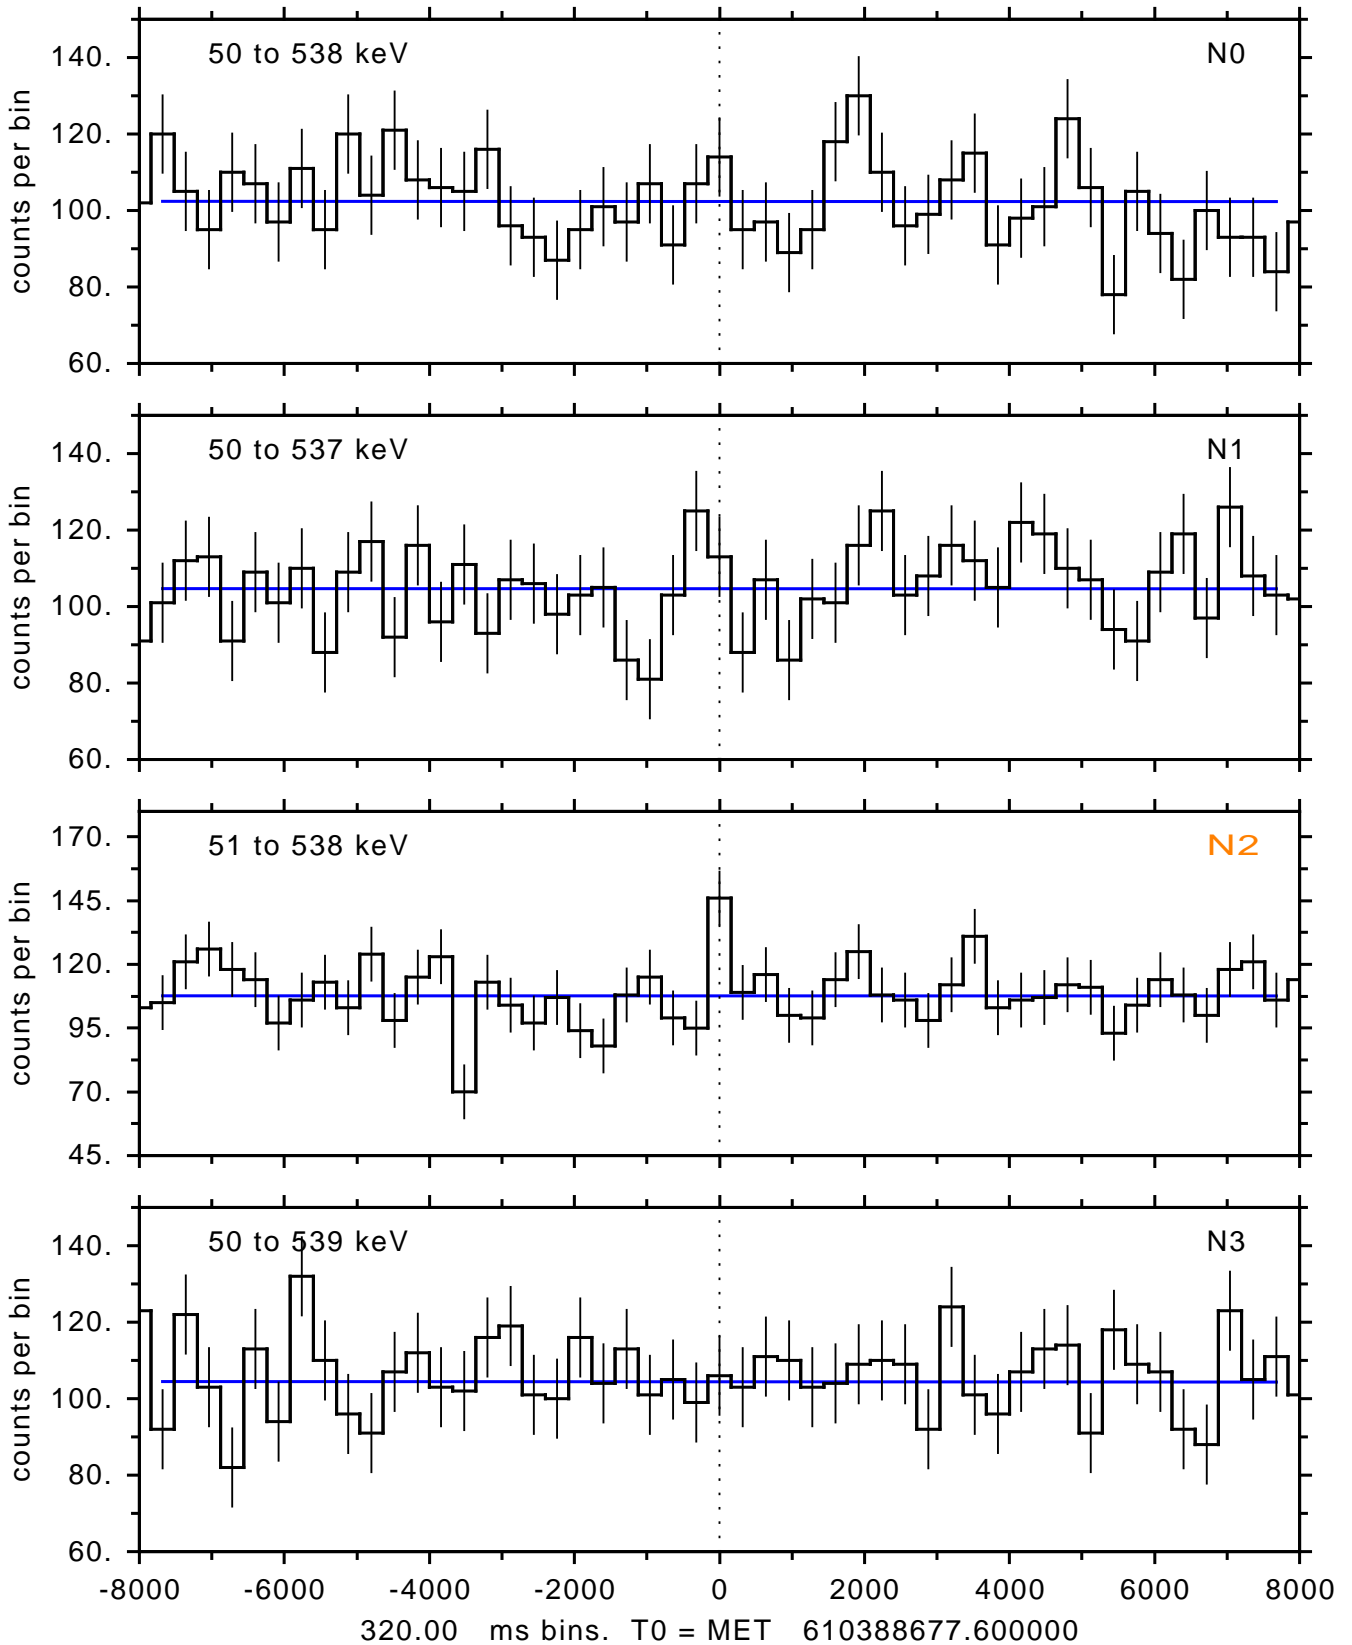 50 to 538 keV N0
140.
120.
100.
80.
60.
counts per bin
50 to 537 keV N1
140.
120.
100.
80.
60.
counts per bin
51 to 538 keV N2
170.
145.
120.
95.
70.
45.
counts per bin
50 to 539 keV N3
140.
120.
100.
80.
60.
counts per bin
-8000 -6000 -4000 -2000 0 2000 4000 6000 8000
320.00 ms bins. T0 = MET 610388677.600000